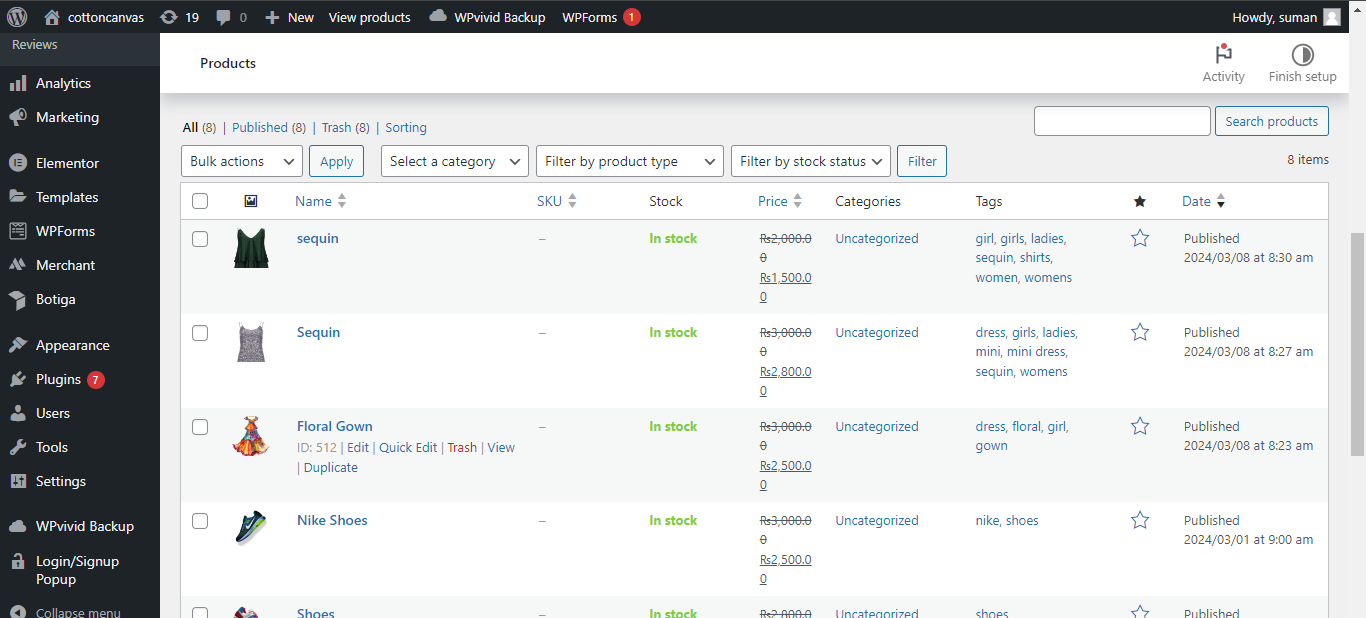 cottoncanvas 19 0 New View products WPvivid Backup WPForms 1 Howdy, suman
Reviews
Analytics
Marketing
Elementor
Templates
WPForms
Merchant
Botiga
Appearance
Plugins 7
Users
Tools
Settings
WPvivid Backup
Login/Signup
Popup
Collapse menu
Products
Activity Finish setup
All (8) | Published (8) | Trash (8) | Sorting Search products
Bulk actions Apply Select a category Filter by product type Filter by stock status Filter 8 items
Name SKU Stock Price Categories Tags Date
sequin – In stock ₨2,000.0 Uncategorized girl, girls, ladies, Published
0 sequin, shirts, 2024/03/08 at 8:30 am
₨1,500.0 women, womens
0
Sequin – In stock ₨3,000.0 Uncategorized dress, girls, ladies, Published
0 mini, mini dress, 2024/03/08 at 8:27 am
₨2,800.0 sequin, womens
0
Floral Gown – In stock ₨3,000.0 Uncategorized dress, floral, girl, Published
ID: 512 | Edit | Quick Edit | Trash | View 0 gown 2024/03/08 at 8:23 am
| Duplicate ₨2,500.0
0
Nike Shoes – In stock ₨3,000.0 Uncategorized nike, shoes Published
0 2024/03/01 at 9:00 am
₨2,500.0
0
Shoes – In stock ₨2,800.0 Uncategorized shoes Published